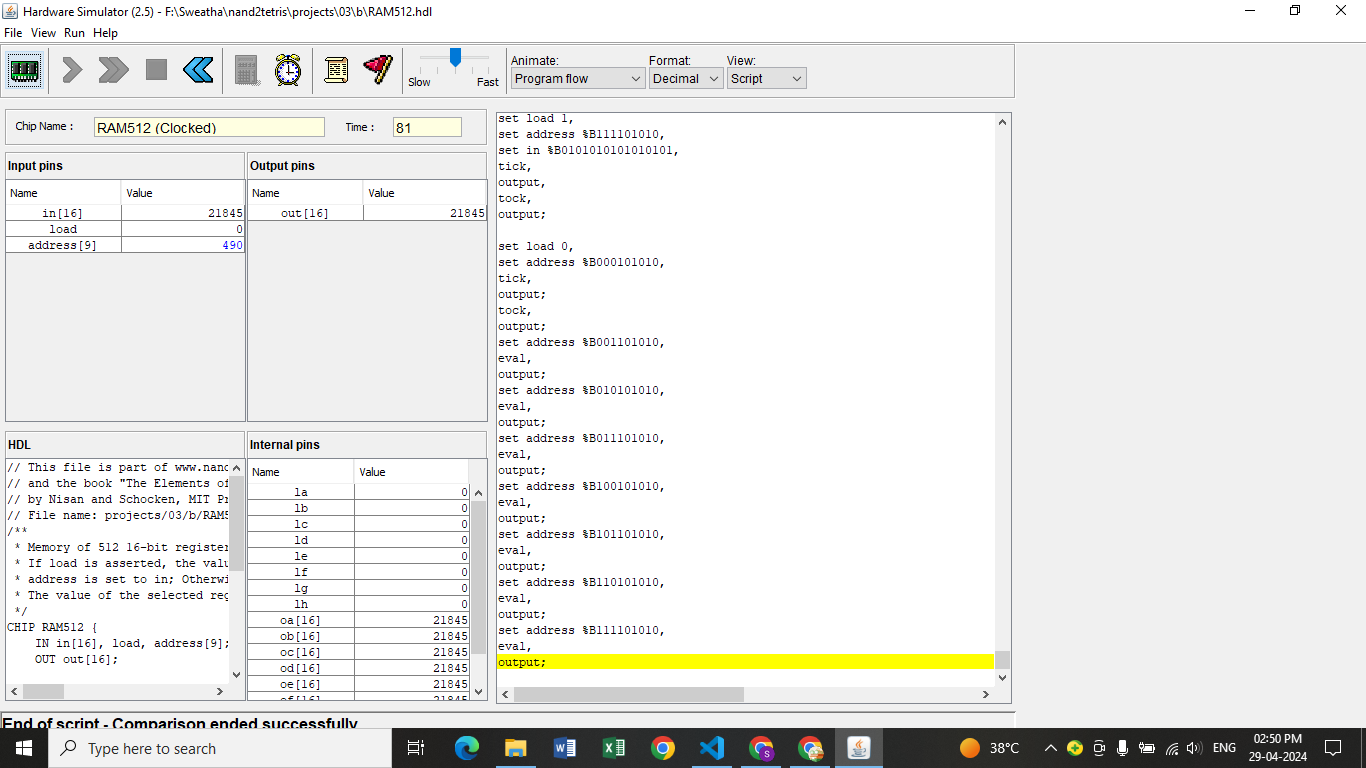 Hardware Simulator (2.5) - F:\Sweatha\nand2tetris\projects\03\b\RAM512.hdl
File View Run Help
Slow Fast
Animate: Format: View:
Program flow Decimal Script
Chip Name : RAM512 (Clocked) Time : 81
Input pins
Name Value
in[16] 21845
load 0
address[9] 490
Output pins
Name Value
out[16] 21845
HDL
// This file is part of www.nand
// and the book "The Elements of
// by Nisan and Schocken, MIT Pr
// File name: projects/03/b/RAM5
/**
* Memory of 512 16-bit register
* If load is asserted, the valu
* address is set to in; Otherwi
* The value of the selected reg
*/
CHIP RAM512 {
IN in[16], load, address[9];
OUT out[16];
Internal pins
Name Value
la 0
lb 0
lc 0
ld 0
le 0
lf 0
lg 0
lh 0
oa[16] 21845
ob[16] 21845
oc[16] 21845
od[16] 21845
oe[16] 21845
of[16] 21845
set load 1,
set address %B111101010,
set in %B0101010101010101,
tick,
output,
tock,
output;
set load 0,
set address %B000101010,
tick,
output;
tock,
output;
set address %B001101010,
eval,
output;
set address %B010101010,
eval,
output;
set address %B011101010,
eval,
output;
set address %B100101010,
eval,
output;
set address %B101101010,
eval,
output;
set address %B110101010,
eval,
output;
set address %B111101010,
eval,
output;
End of script - Comparison ended successfully
Type here to search
38°C ENG
02:50 PM
29-04-2024